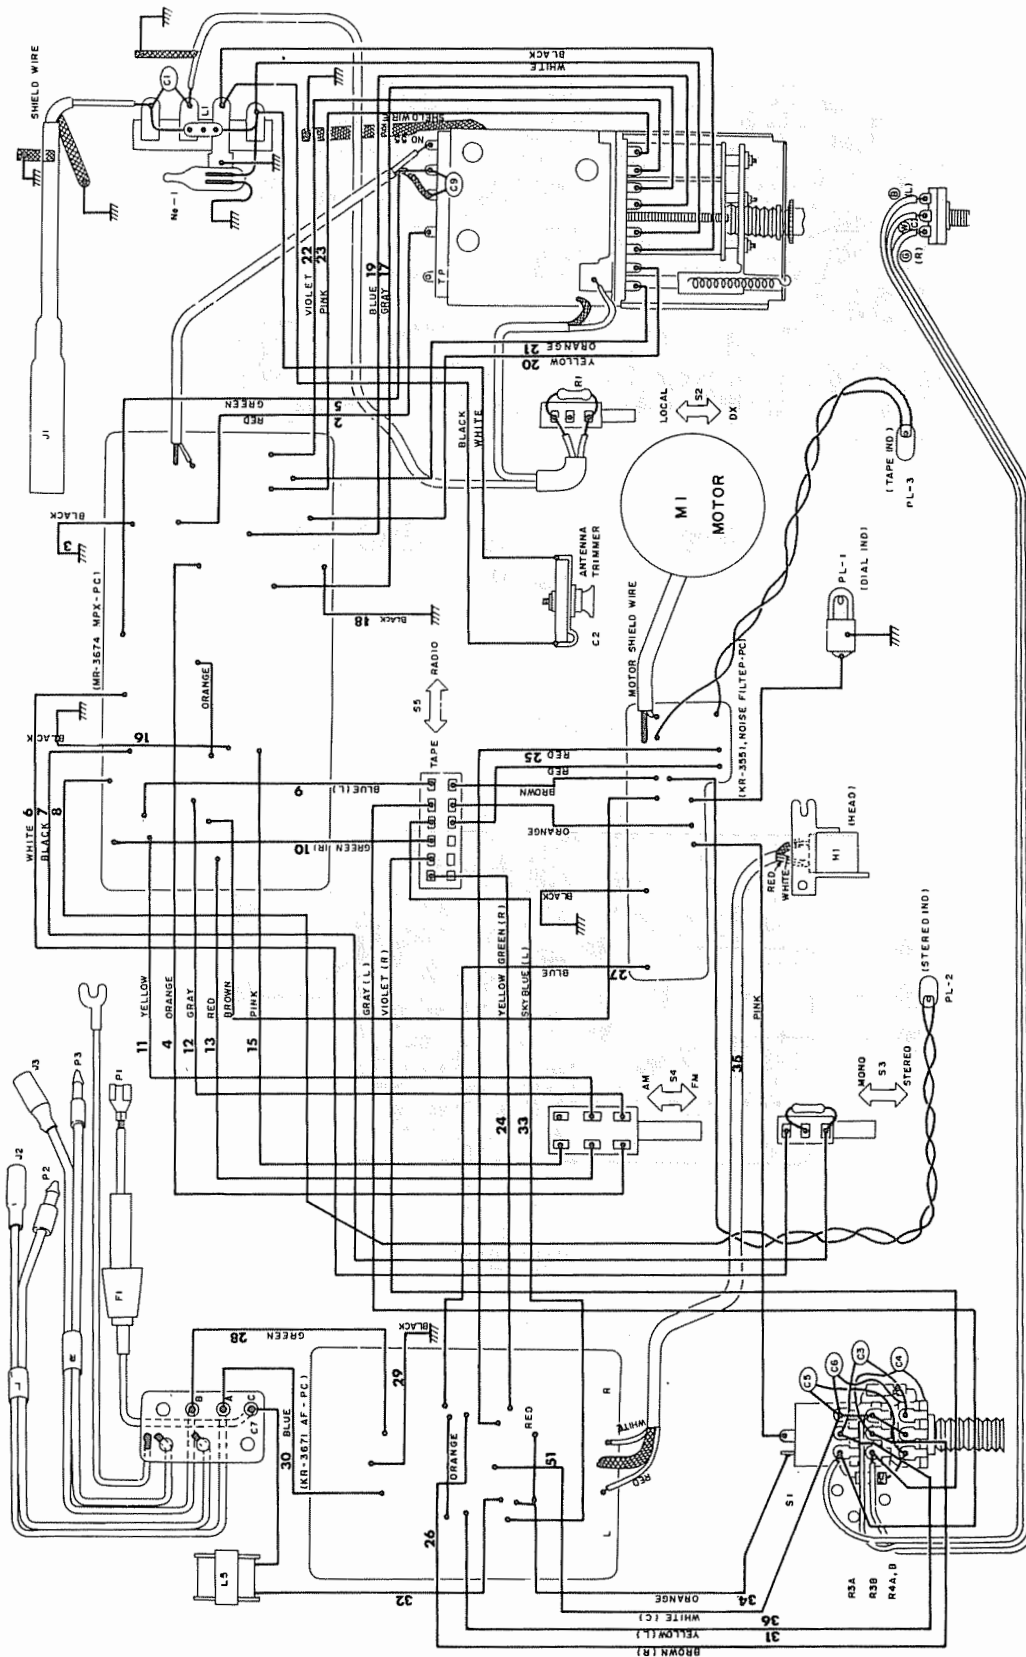 SHIELD WIRE
C1
L1
Ne-1
J1
BLACK
WHITE
SHIELD WIRE
NO 55
C9
TP
VIOLET 22
PINK 23
BLUE 19
GRAY 17
ORANGE 21
YELLOW 20
GREEN 5
RED 2
BLACK
WHITE
R1
LOCAL
S2
DX
(B) (L)
(W) (C)
(G) (R)
BLACK
3
(MR-3674 MPX-PC)
BLACK 18
ANTENNA
TRIMMER
C2
M1
MOTOR
MOTOR SHIELD WIRE
(TAPE IND)
PL-3
PL-1
(DIAL IND)
ORANGE
RADIO
S5
TAPE
BLACK
16
WHITE 6
BLACK 7
8
BLUE (L)
9
GREEN (R)
10
RED 25
RED
BROWN
ORANGE
(KR-3551, NOISE FILTEP-PC)
RED
WHITE
H1
(HEAD)
BLACK
BLUE
27
YELLOW 11
ORANGE 4
GRAY 12
RED 13
BROWN
PINK 15
GRAY (L)
VIOLET (R)
YELLOW GREEN (R)
SKY BLUE (L)
24
33
PINK
35
(STEREO IND)
PL-2
AM
S4
FM
MONO
S3
STEREO
J3
P3
P1
J2
P2
F1
R
L
B
A
C
C7
GREEN
28
BLACK
29
BLUE
30
(KR-3671 AF-PC)
L5
32
ORANGE
26
RED
51
WHITE
RED
R
L
S1
C5
C6
C3
C4
R3A
R3B
R4A, B
ORANGE
34
WHITE (C)
36
YELLOW (L)
31
BROWN (R)